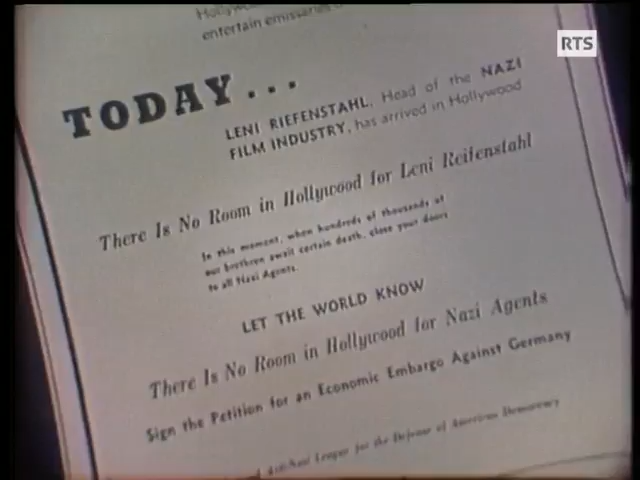 Hollywood
entertain emissaries
RTS
TODAY...
LENI RIEFENSTAHL, Head of the NAZI
FILM INDUSTRY, has arrived in Hollywood
There Is No Room in Hollywood for Leni Reifenstahl
In this moment, when hundreds of thousands of
our brethren await certain death, close your doors
to all Nazi Agents.
LET THE WORLD KNOW
There Is No Room in Hollywood for Nazi Agents
Sign the Petition for an Economic Embargo Against Germany
Anti-Nazi League for the Defense of American Democracy